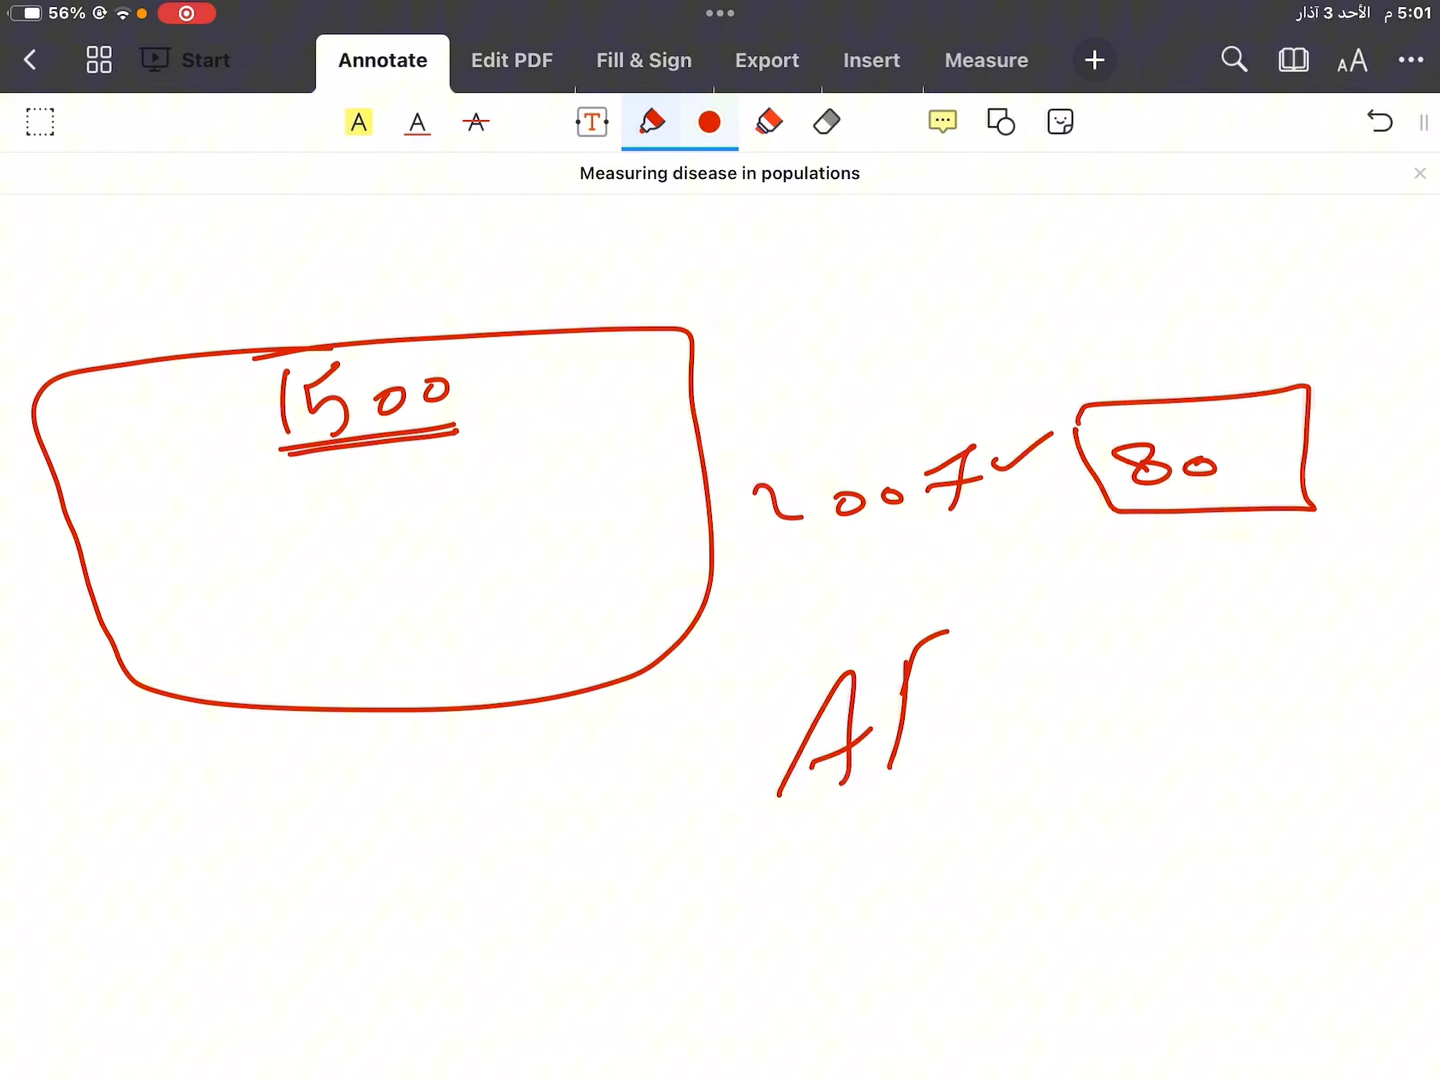 56% 5:01 م الأحد 3 آذار
Start Annotate Edit PDF Fill & Sign Export Insert Measure AA
A A A T
Measuring disease in populations
1500
2007 80